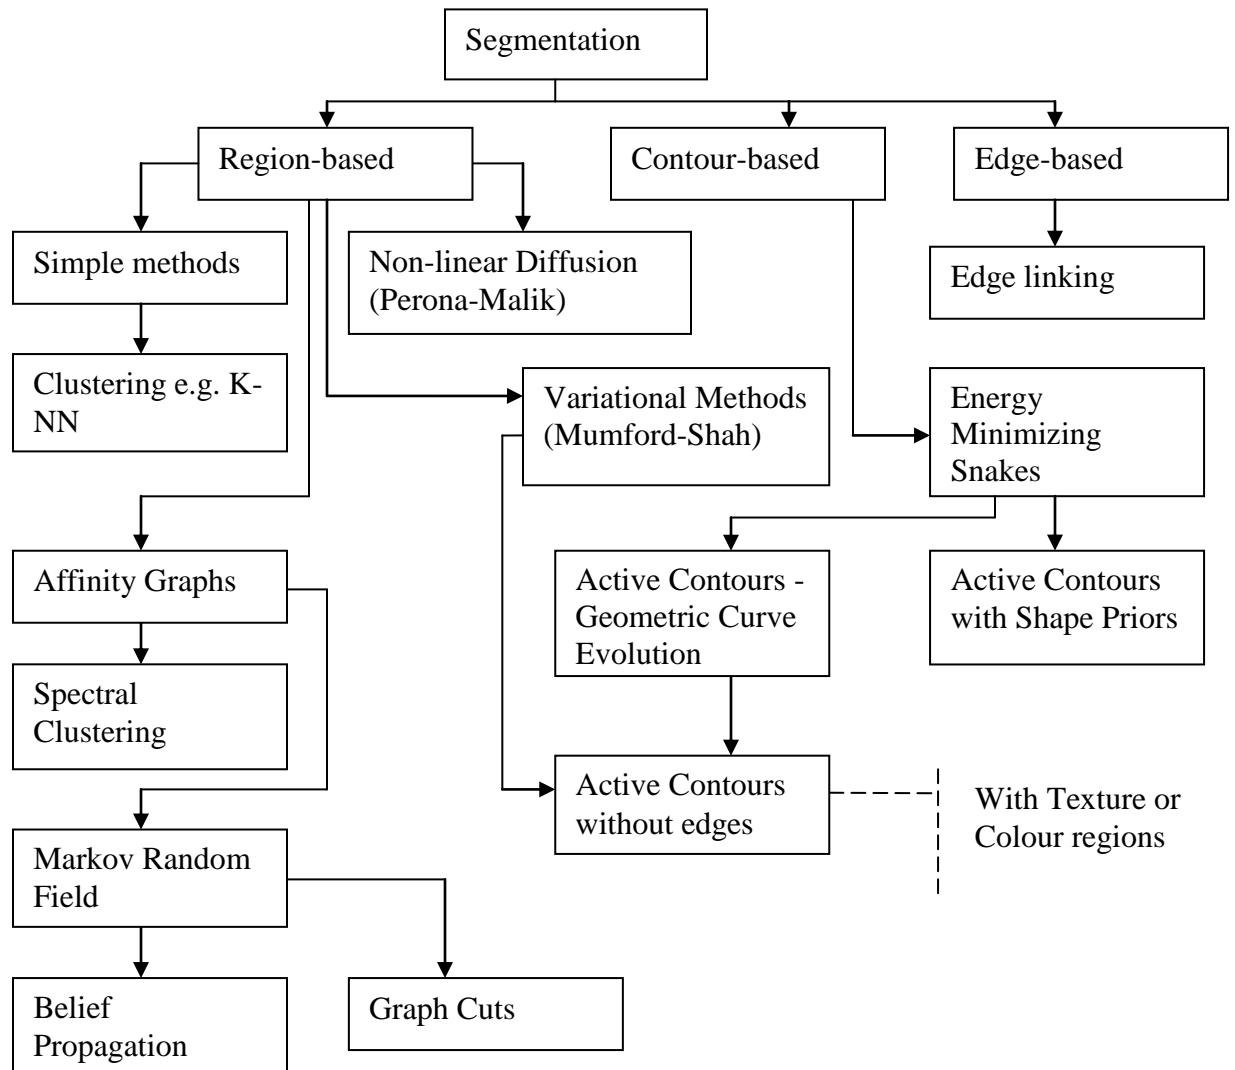 Segmentation
Region-based
Contour-based
Edge-based
Simple methods
Non-linear Diffusion
(Perona-Malik)
Edge linking
Clustering e.g. K-
NN
Variational Methods
(Mumford-Shah)
Energy
Minimizing
Snakes
Affinity Graphs
Active Contours -
Geometric Curve
Evolution
Active Contours
with Shape Priors
Spectral
Clustering
Active Contours
without edges
With Texture or
Colour regions
Markov Random
Field
Belief
Propagation
Graph Cuts